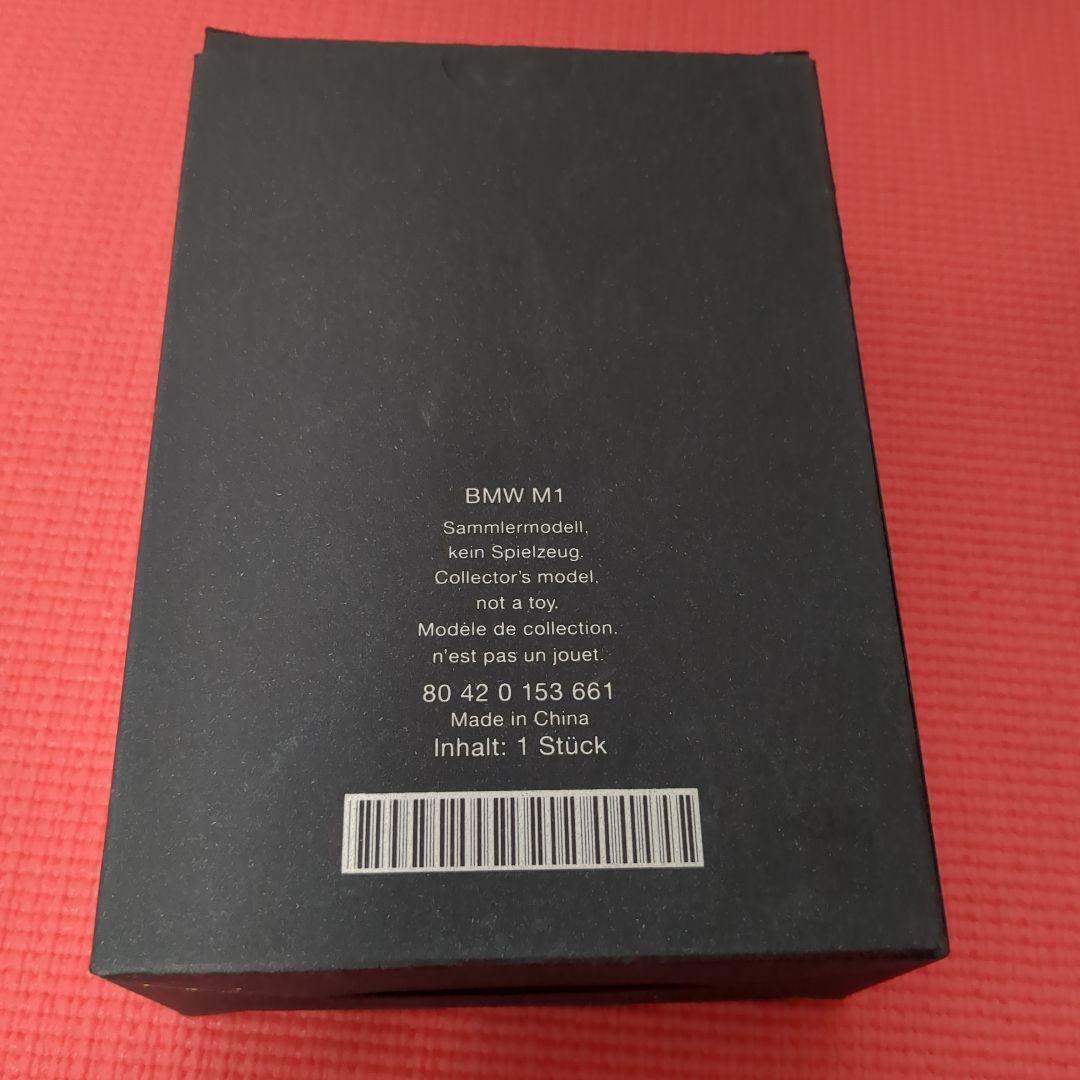 BMW M1
Sammlermodell,
kein Spielzeug.
Collector's model,
not a toy.
Modèle de collection,
n'est pas un jouet.
80 42 0 153 661
Made in China
Inhalt: 1 Stück